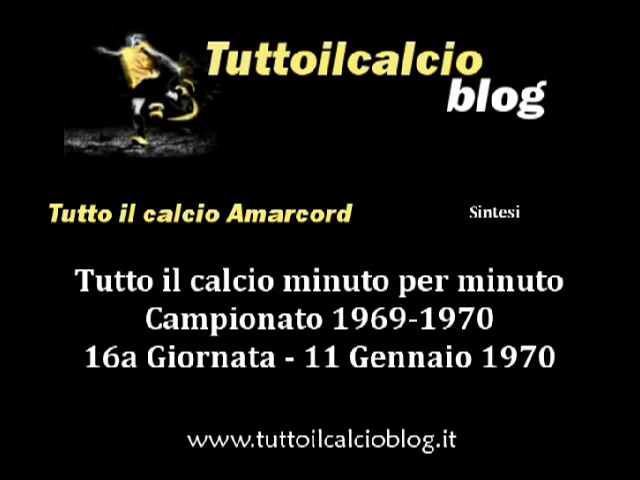 Tuttoilcalcio
blog
Tutto il calcio Amarcord
Sintesi
Tutto il calcio minuto per minuto
Campionato 1969-1970
16a Giornata - 11 Gennaio 1970
www.tuttoilcalcioblog.it